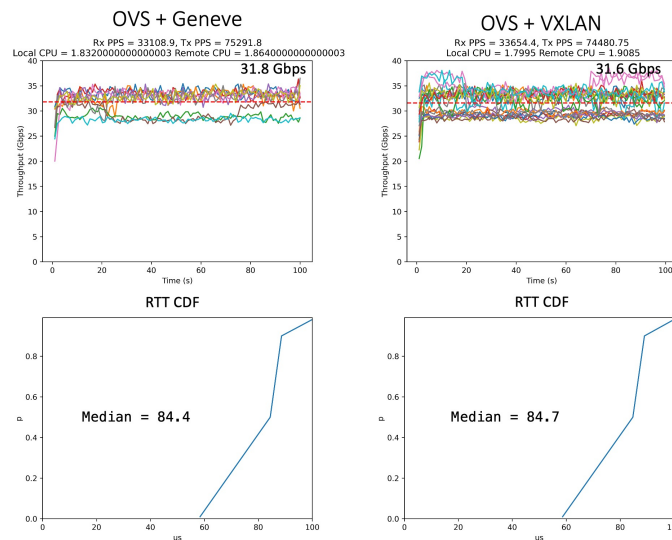 OVS + Geneve
Rx PPS = 33108.9, Tx PPS = 75291.8
Local CPU = 1.8320000000000003 Remote CPU = 1.8640000000000003
31.8 Gbps
40
35
30
25
20
15
10
5
0
Throughput (Gbps)
0 20 40 60 80 100
Time (s)
OVS + VXLAN
Rx PPS = 33654.4, Tx PPS = 74480.75
Local CPU = 1.7995 Remote CPU = 1.9085
31.6 Gbps
40
35
30
25
20
15
10
5
0
Throughput (Gbps)
0 20 40 60 80 100
Time (s)
RTT CDF
0.8
0.6
0.4
0.2
0.0
p
Median = 84.4
0 20 40 60 80 100
us
RTT CDF
0.8
0.6
0.4
0.2
0.0
p
Median = 84.7
0 20 40 60 80
us